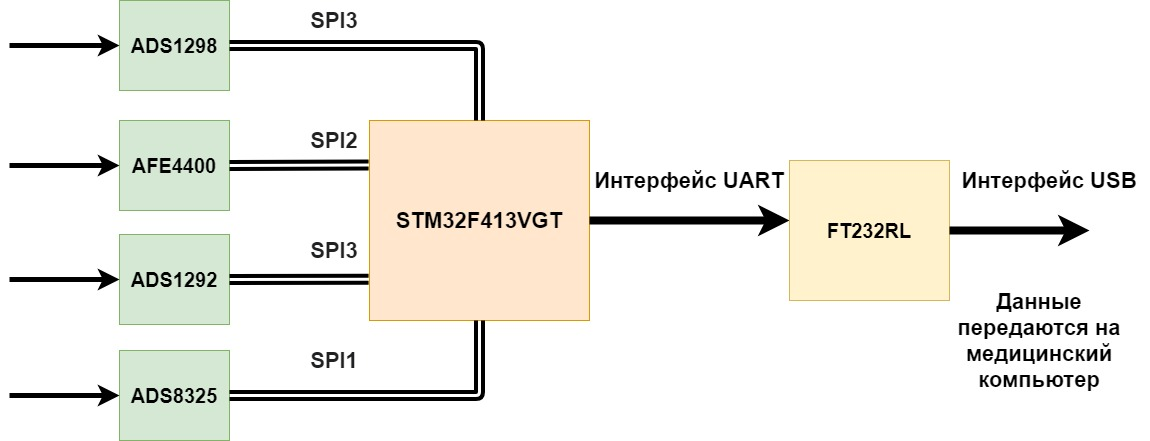 SPI3
ADS1298
SPI2
AFE4400
STM32F413VGT
Интерфейс UART
Интерфейс USB
FT232RL
SPI3
ADS1292
Данные
передаются на
медицинский
компьютер
SPI1
ADS8325